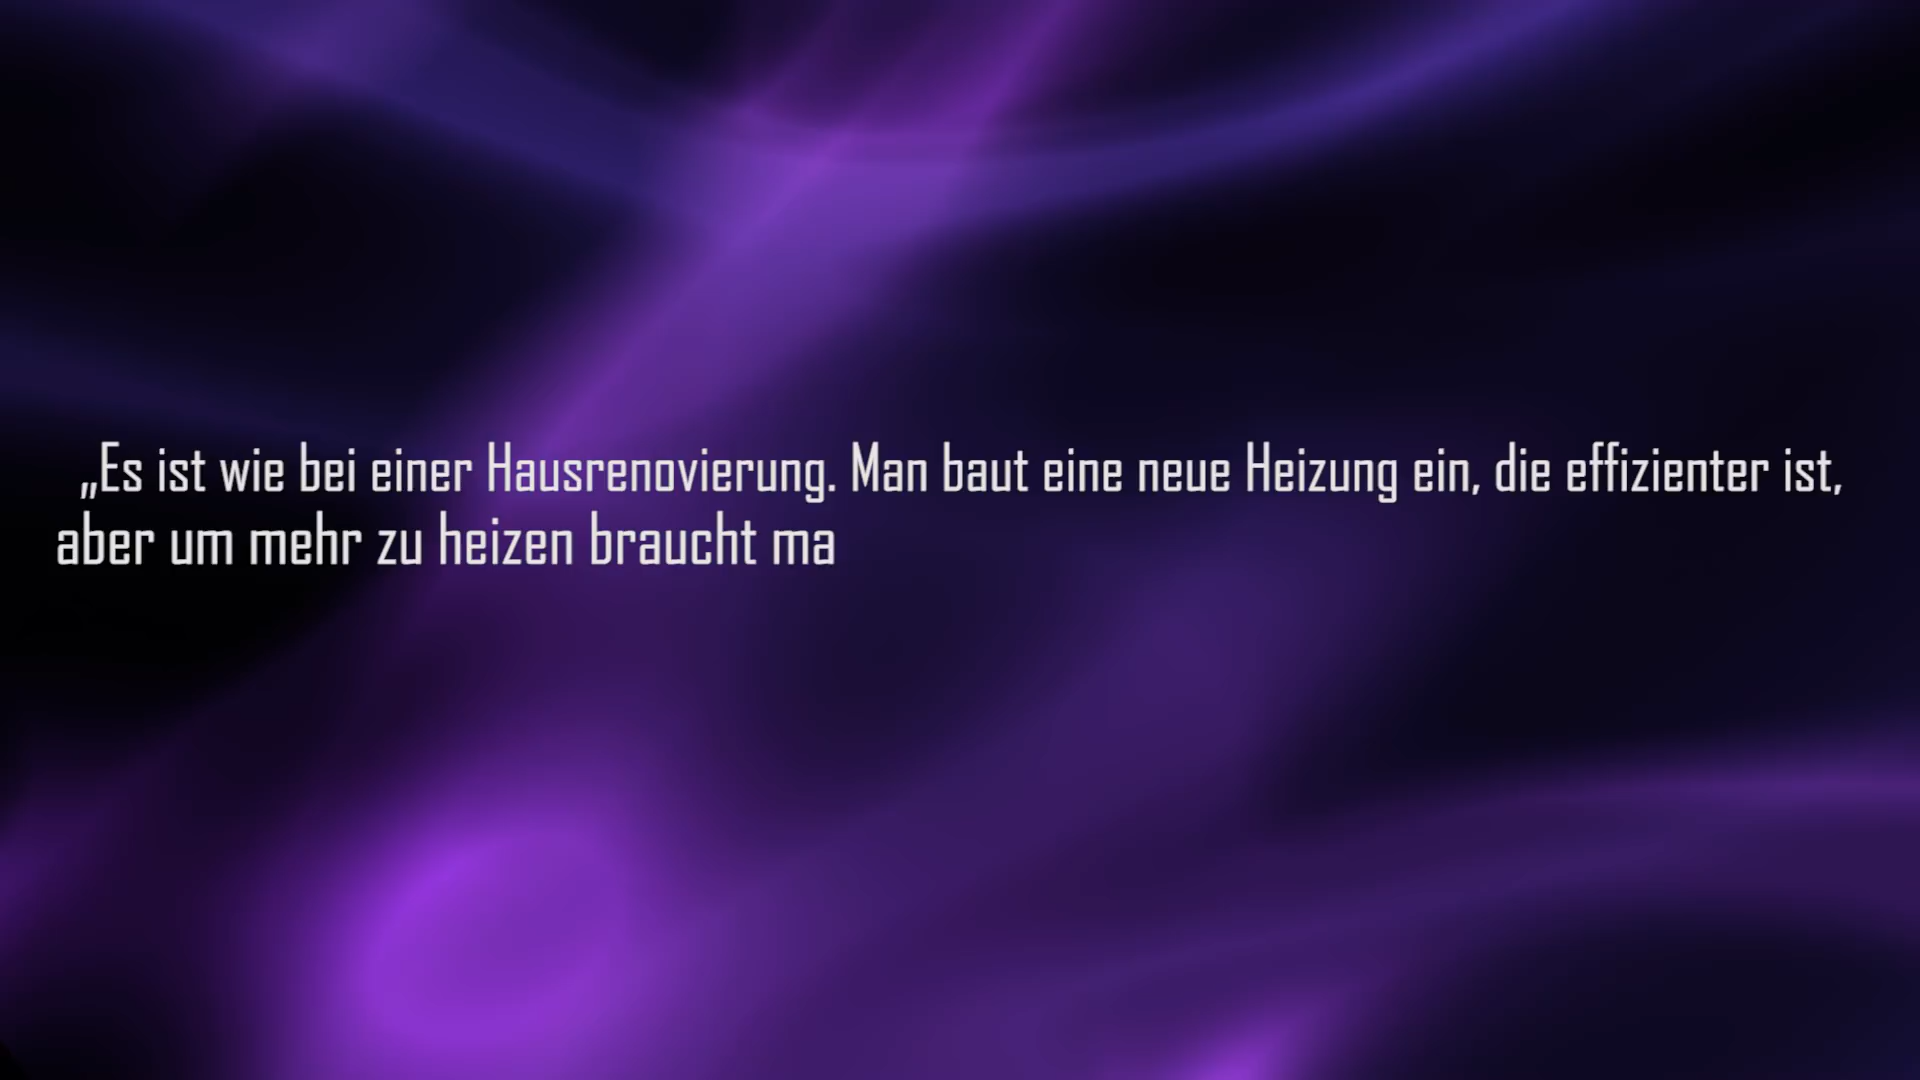 „Es ist wie bei einer Hausrenovierung. Man baut eine neue Heizung ein, die effizienter ist,
aber um mehr zu heizen braucht ma